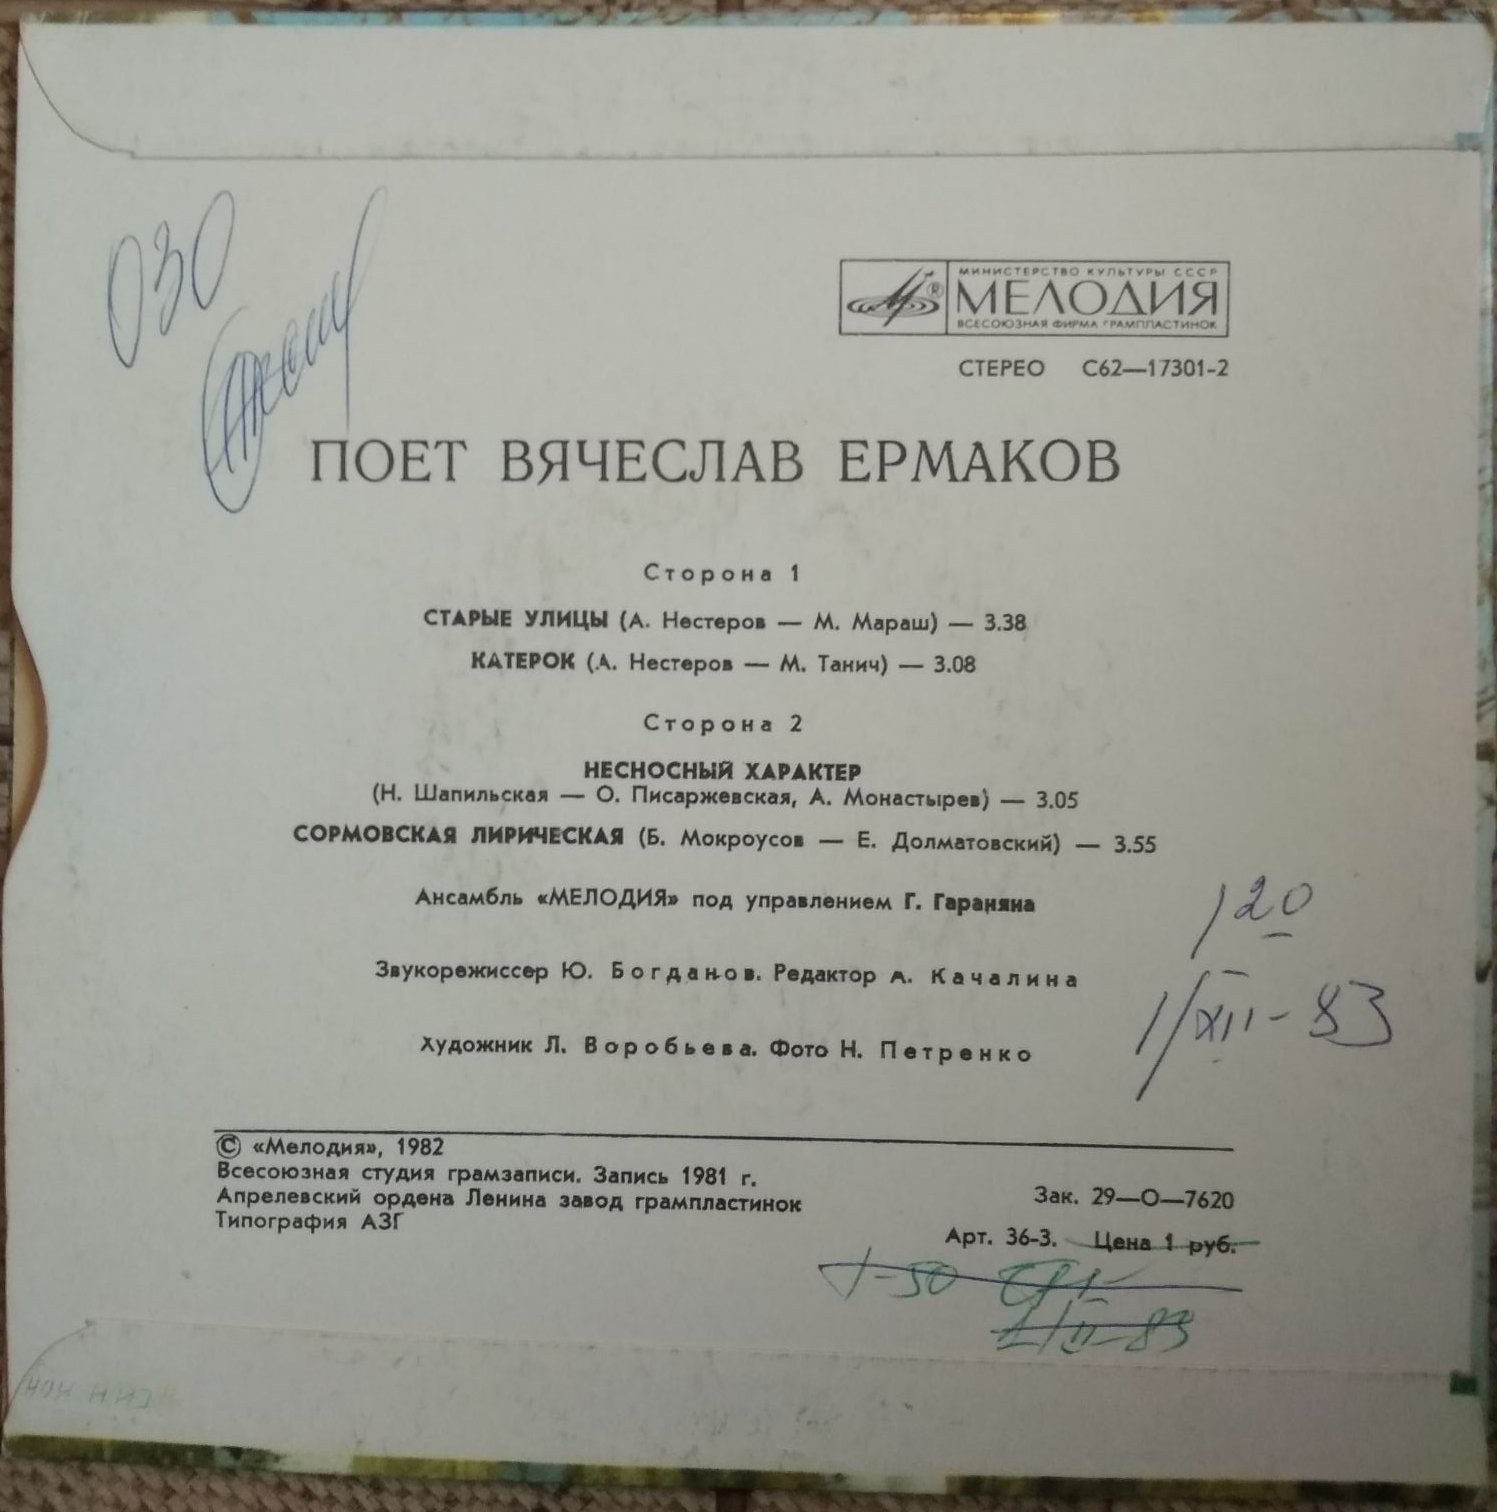 030
МИНИСТЕРСТВО КУЛЬТУРЫ СССР
МЕЛОДИЯ
ВСЕСОЮЗНАЯ ФИРМА ГРАМПЛАСТИНОК
СТЕРЕО С62—17301-2
ПОЕТ ВЯЧЕСЛАВ ЕРМАКОВ
Сторона 1
СТАРЫЕ УЛИЦЫ (А. Нестеров — М. Мараш) — 3.38
КАТЕРОК (А. Нестеров — М. Танич) — 3.08
Сторона 2
НЕСНОСНЫЙ ХАРАКТЕР
(Н. Шапильская — О. Писаржевская, А. Монастырев) — 3.05
СОРМОВСКАЯ ЛИРИЧЕСКАЯ (Б. Мокроусов — Е. Долматовский) — 3.55
Ансамбль «МЕЛОДИЯ» под управлением Г. Гараняна
120
Звукорежиссер Ю. Богданов. Редактор А. Качалина
1/XII-83
Художник Л. Воробьева. Фото Н. Петренко
© «Мелодия», 1982
Всесоюзная студия грамзаписи. Запись 1981 г.
Апрелевский ордена Ленина завод грампластинок
Типография АЗГ
Зак. 29—О—7620
Арт. 36-3. Цена 1 руб.
1-50
1/II-83